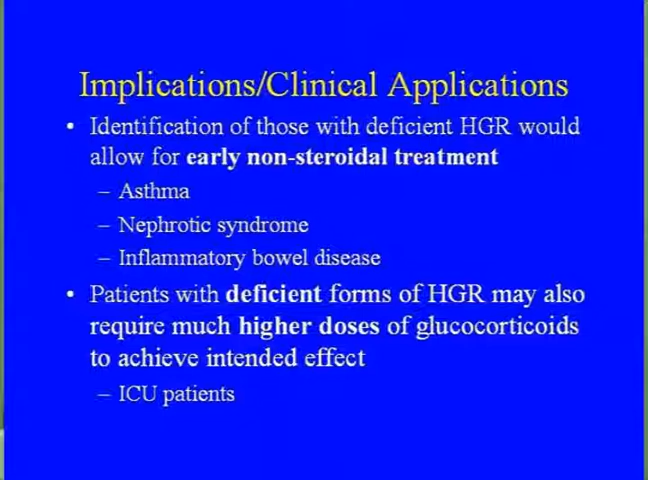 Implications/Clinical Applications
• Identification of those with deficient HGR would
allow for early non-steroidal treatment
– Asthma
– Nephrotic syndrome
– Inflammatory bowel disease
• Patients with deficient forms of HGR may also
require much higher doses of glucocorticoids
to achieve intended effect
– ICU patients